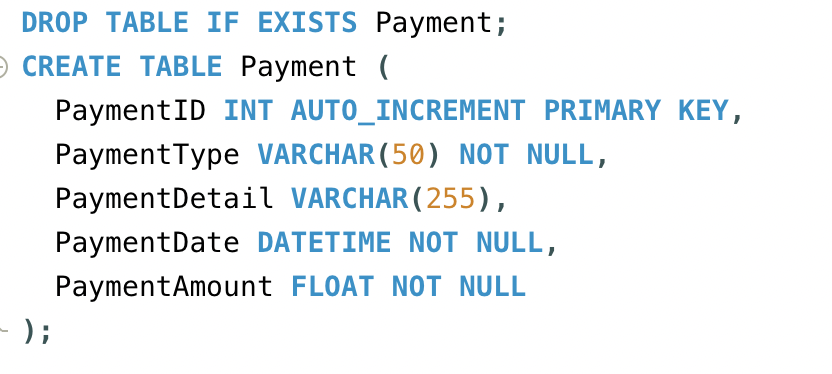 DROP TABLE IF EXISTS Payment;
CREATE TABLE Payment (
PaymentID INT AUTO_INCREMENT PRIMARY KEY,
PaymentType VARCHAR(50) NOT NULL,
PaymentDetail VARCHAR(255),
PaymentDate DATETIME NOT NULL,
PaymentAmount FLOAT NOT NULL
);